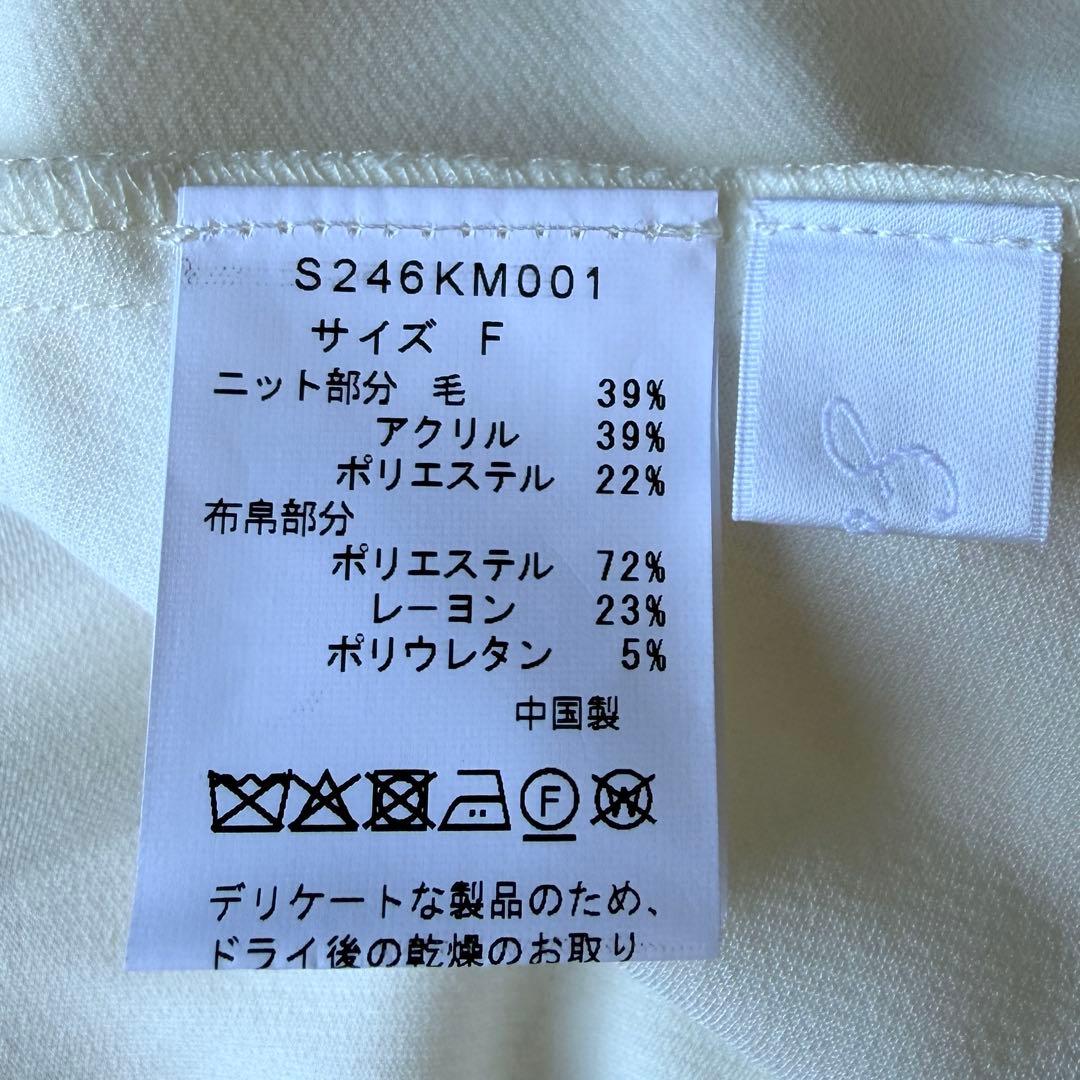 S246KM001
サイズ F
ニット部分 毛 39%
アクリル 39%
ポリエステル 22%
布帛部分
ポリエステル 72%
レーヨン 23%
ポリウレタン 5%
中国製
F
W
デリケートな製品のため、
ドライ後の乾燥のお取り